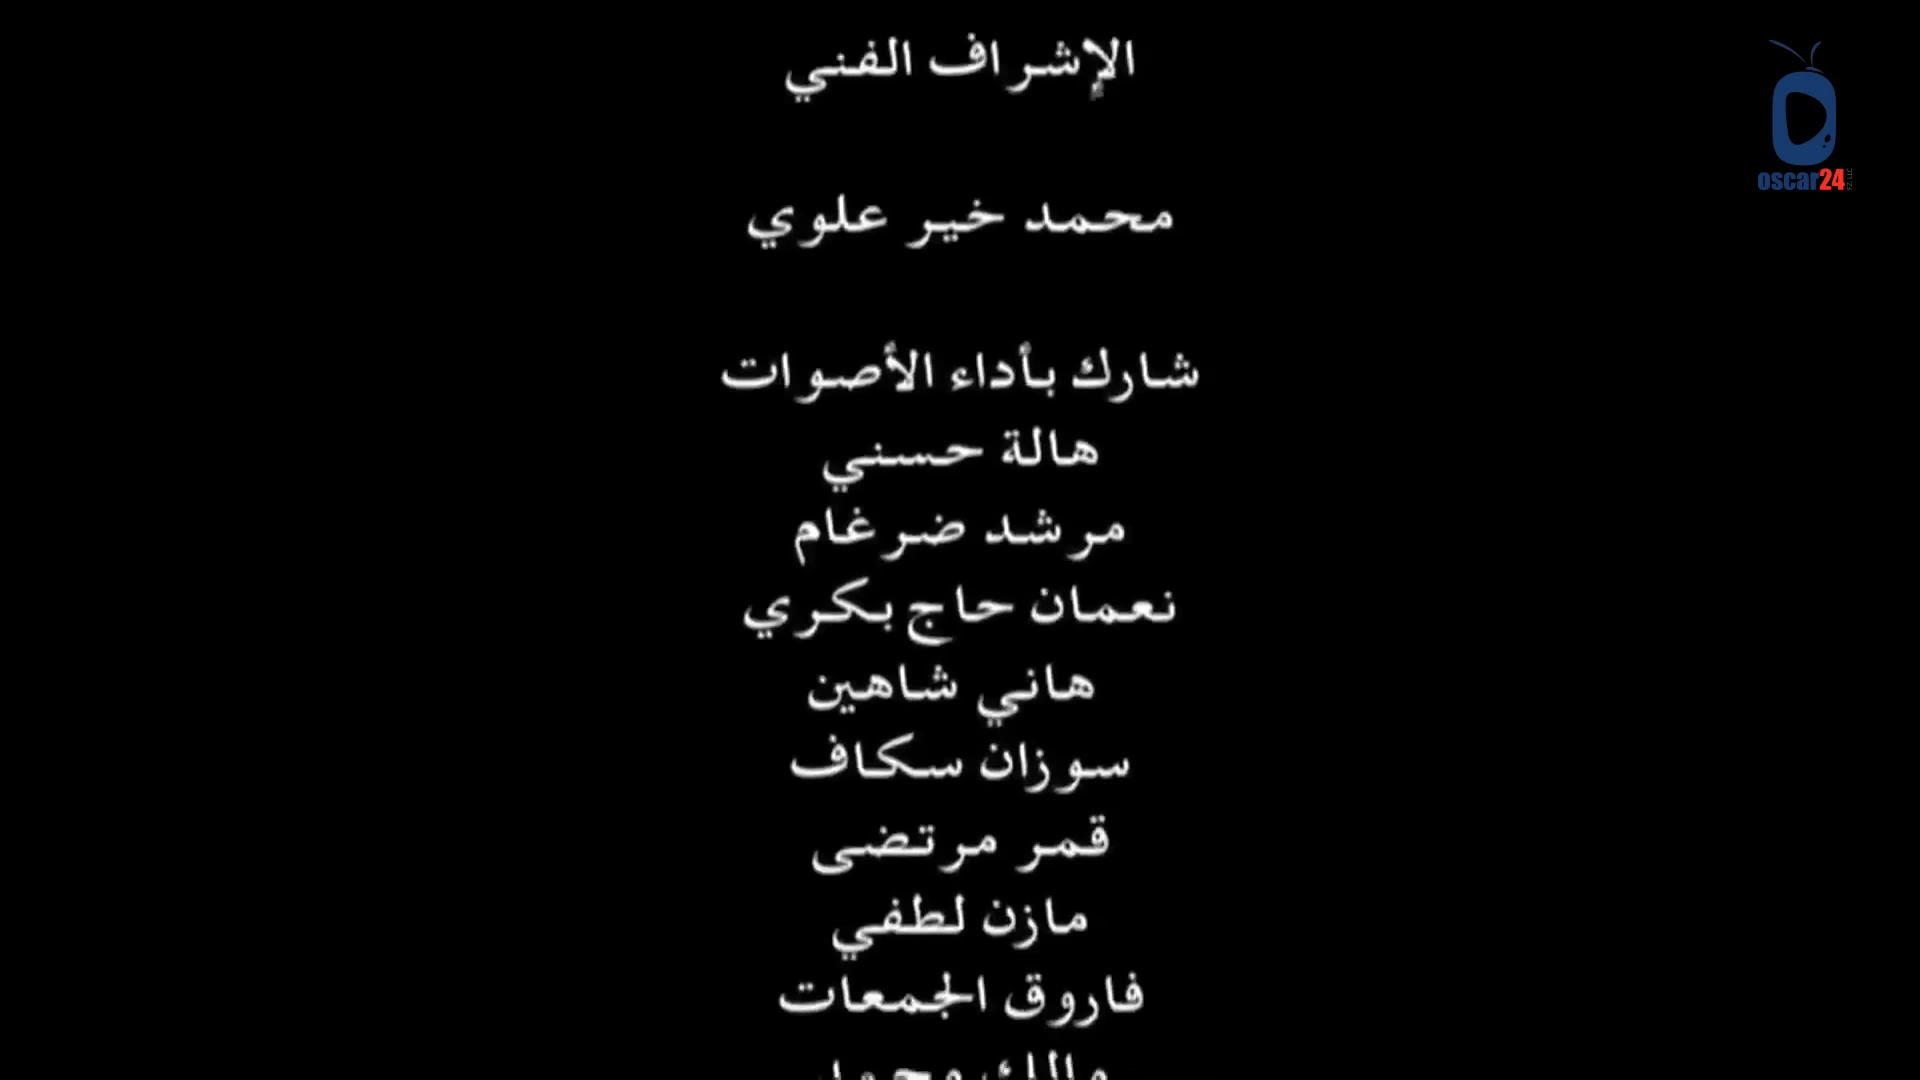 الإشراف الفني
محمد خير علوي
شارك بأداء الأصوات
هالة حسني
مرشد ضرغام
نعمان حاج بكري
هاني شاهين
سوزان سكاف
قمر مرتضى
مازن لطفي
فاروق الجمعات
oscar24